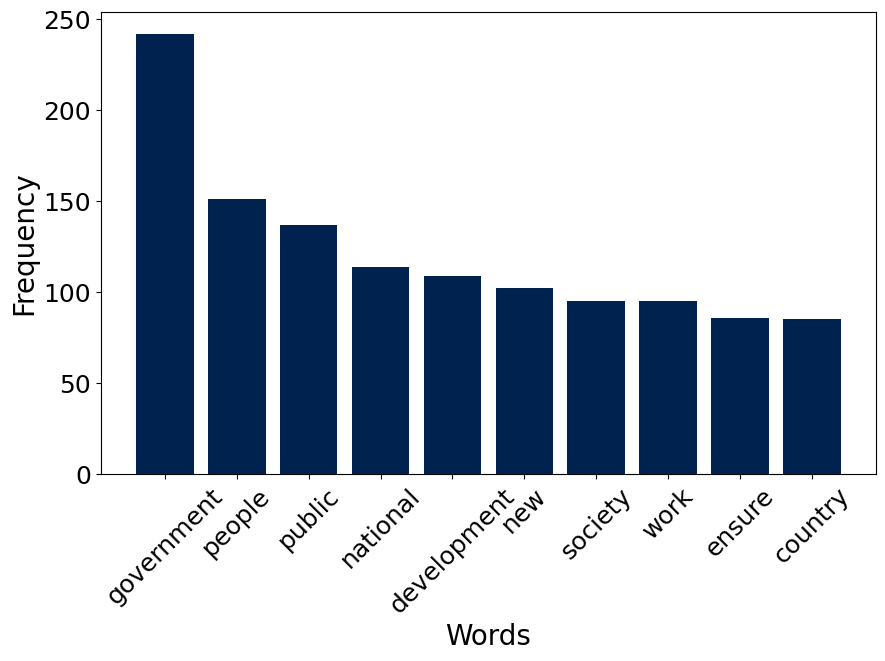 Frequency
250
200
150
100
50
0
government
people
public
national
development
new
society
work
ensure
country
Words